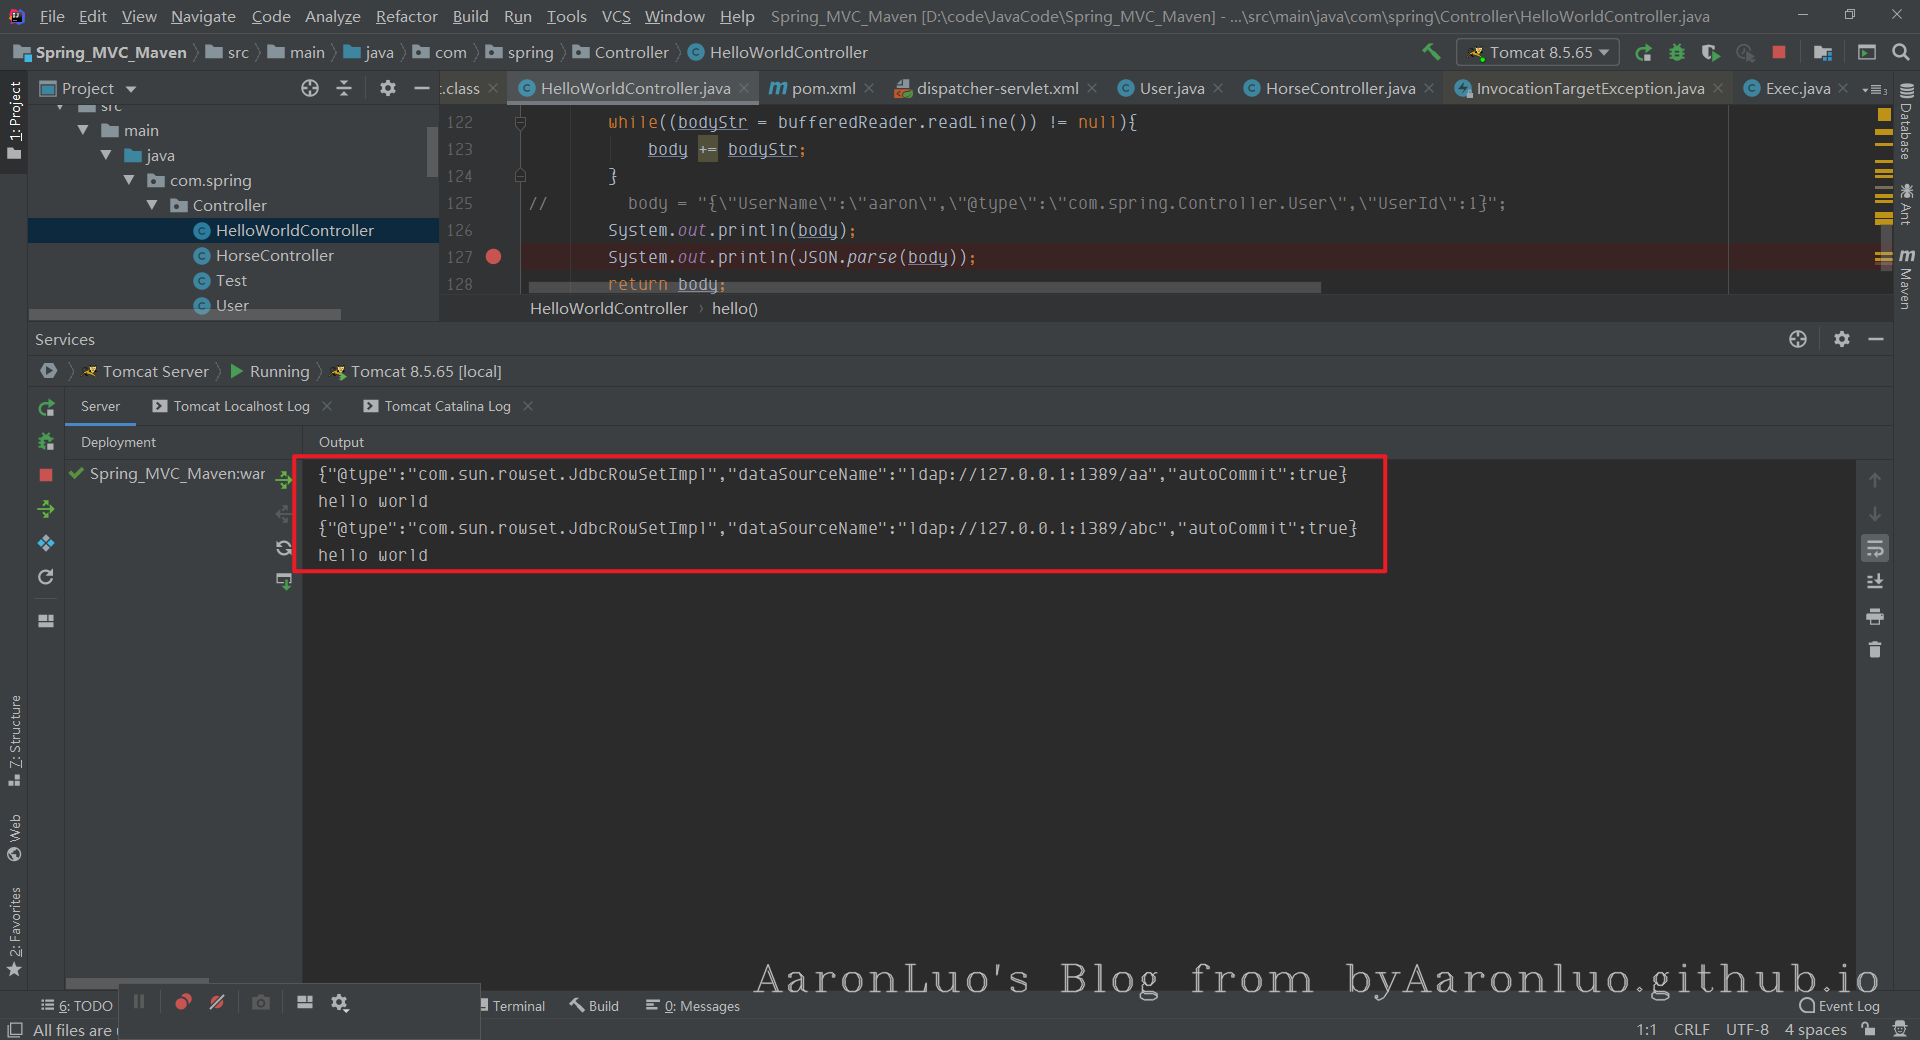 File Edit View Navigate Code Analyze Refactor Build Run Tools VCS Window Help Spring_MVC_Maven [D:\code\JavaCode\Spring_MVC_Maven] - ...\src\main\java\com\spring\Controller\HelloWorldController.java
Spring_MVC_Maven src main java com spring Controller HelloWorldController Tomcat 8.5.65
1: Project
Project
t.class HelloWorldController.java pom.xml dispatcher-servlet.xml User.java HorseController.java InvocationTargetException.java Exec.java
src
main
java
com.spring
Controller
HelloWorldController
HorseController
Test
User
122 while((bodyStr = bufferedReader.readLine()) != null){
123 body += bodyStr;
124 }
125 // body = "{\"UserName\":\"aaron\",\"@type\":\"com.spring.Controller.User\",\"UserId\":1}";
126 System.out.println(body);
127 System.out.println(JSON.parse(body));
128 return body;
HelloWorldController › hello()
Database
Ant
Maven
Services
Tomcat Server Running Tomcat 8.5.65 [local]
Server Tomcat Localhost Log Tomcat Catalina Log
Deployment Output
Spring_MVC_Maven:war
{"@type":"com.sun.rowset.JdbcRowSetImpl","dataSourceName":"ldap://127.0.0.1:1389/aa","autoCommit":true}
hello world
{"@type":"com.sun.rowset.JdbcRowSetImpl","dataSourceName":"ldap://127.0.0.1:1389/abc","autoCommit":true}
hello world
7: Structure
Web
2: Favorites
AaronLuo's Blog from byAaronluo.github.io
6: TODO Terminal Build 0: Messages Event Log
All files are 1:1 CRLF UTF-8 4 spaces